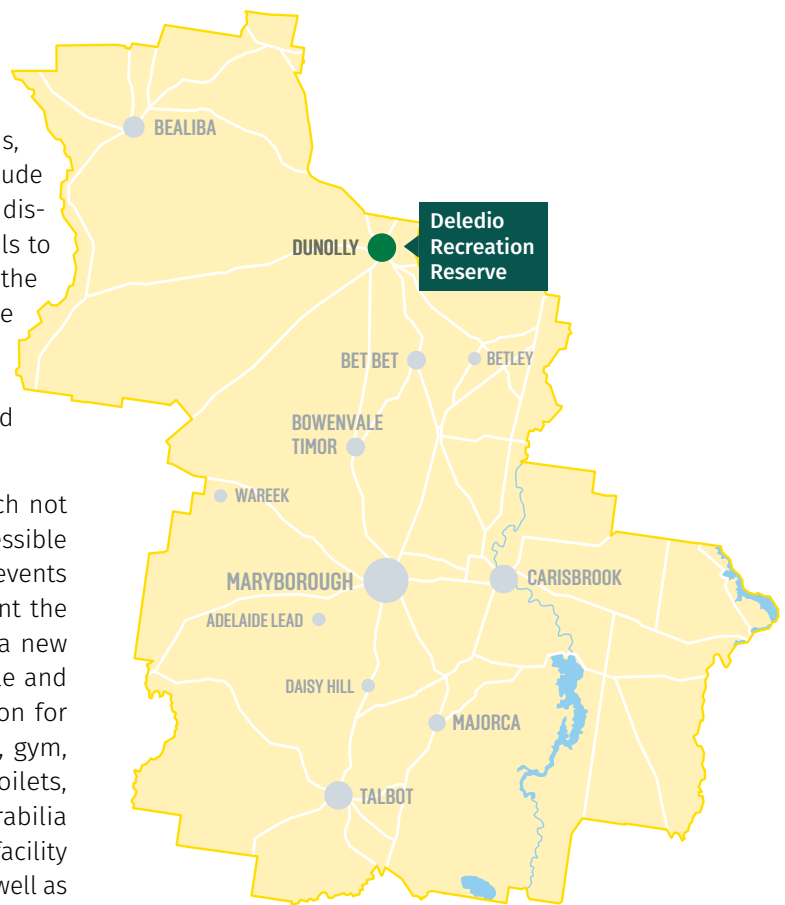 s,
ude
dis-
ls to
the
e
d
ch not
essible
events
nt the
a new
le and
on for
, gym,
oilets,
rabilia
facility
well as
BEALIBA
DUNOLLY
Deledio
Recreation
Reserve
BET BET
BETLEY
BOWENVALE
TIMOR
WAREEK
MARYBOROUGH
CARISBROOK
ADELAIDE LEAD
DAISY HILL
MAJORCA
TALBOT